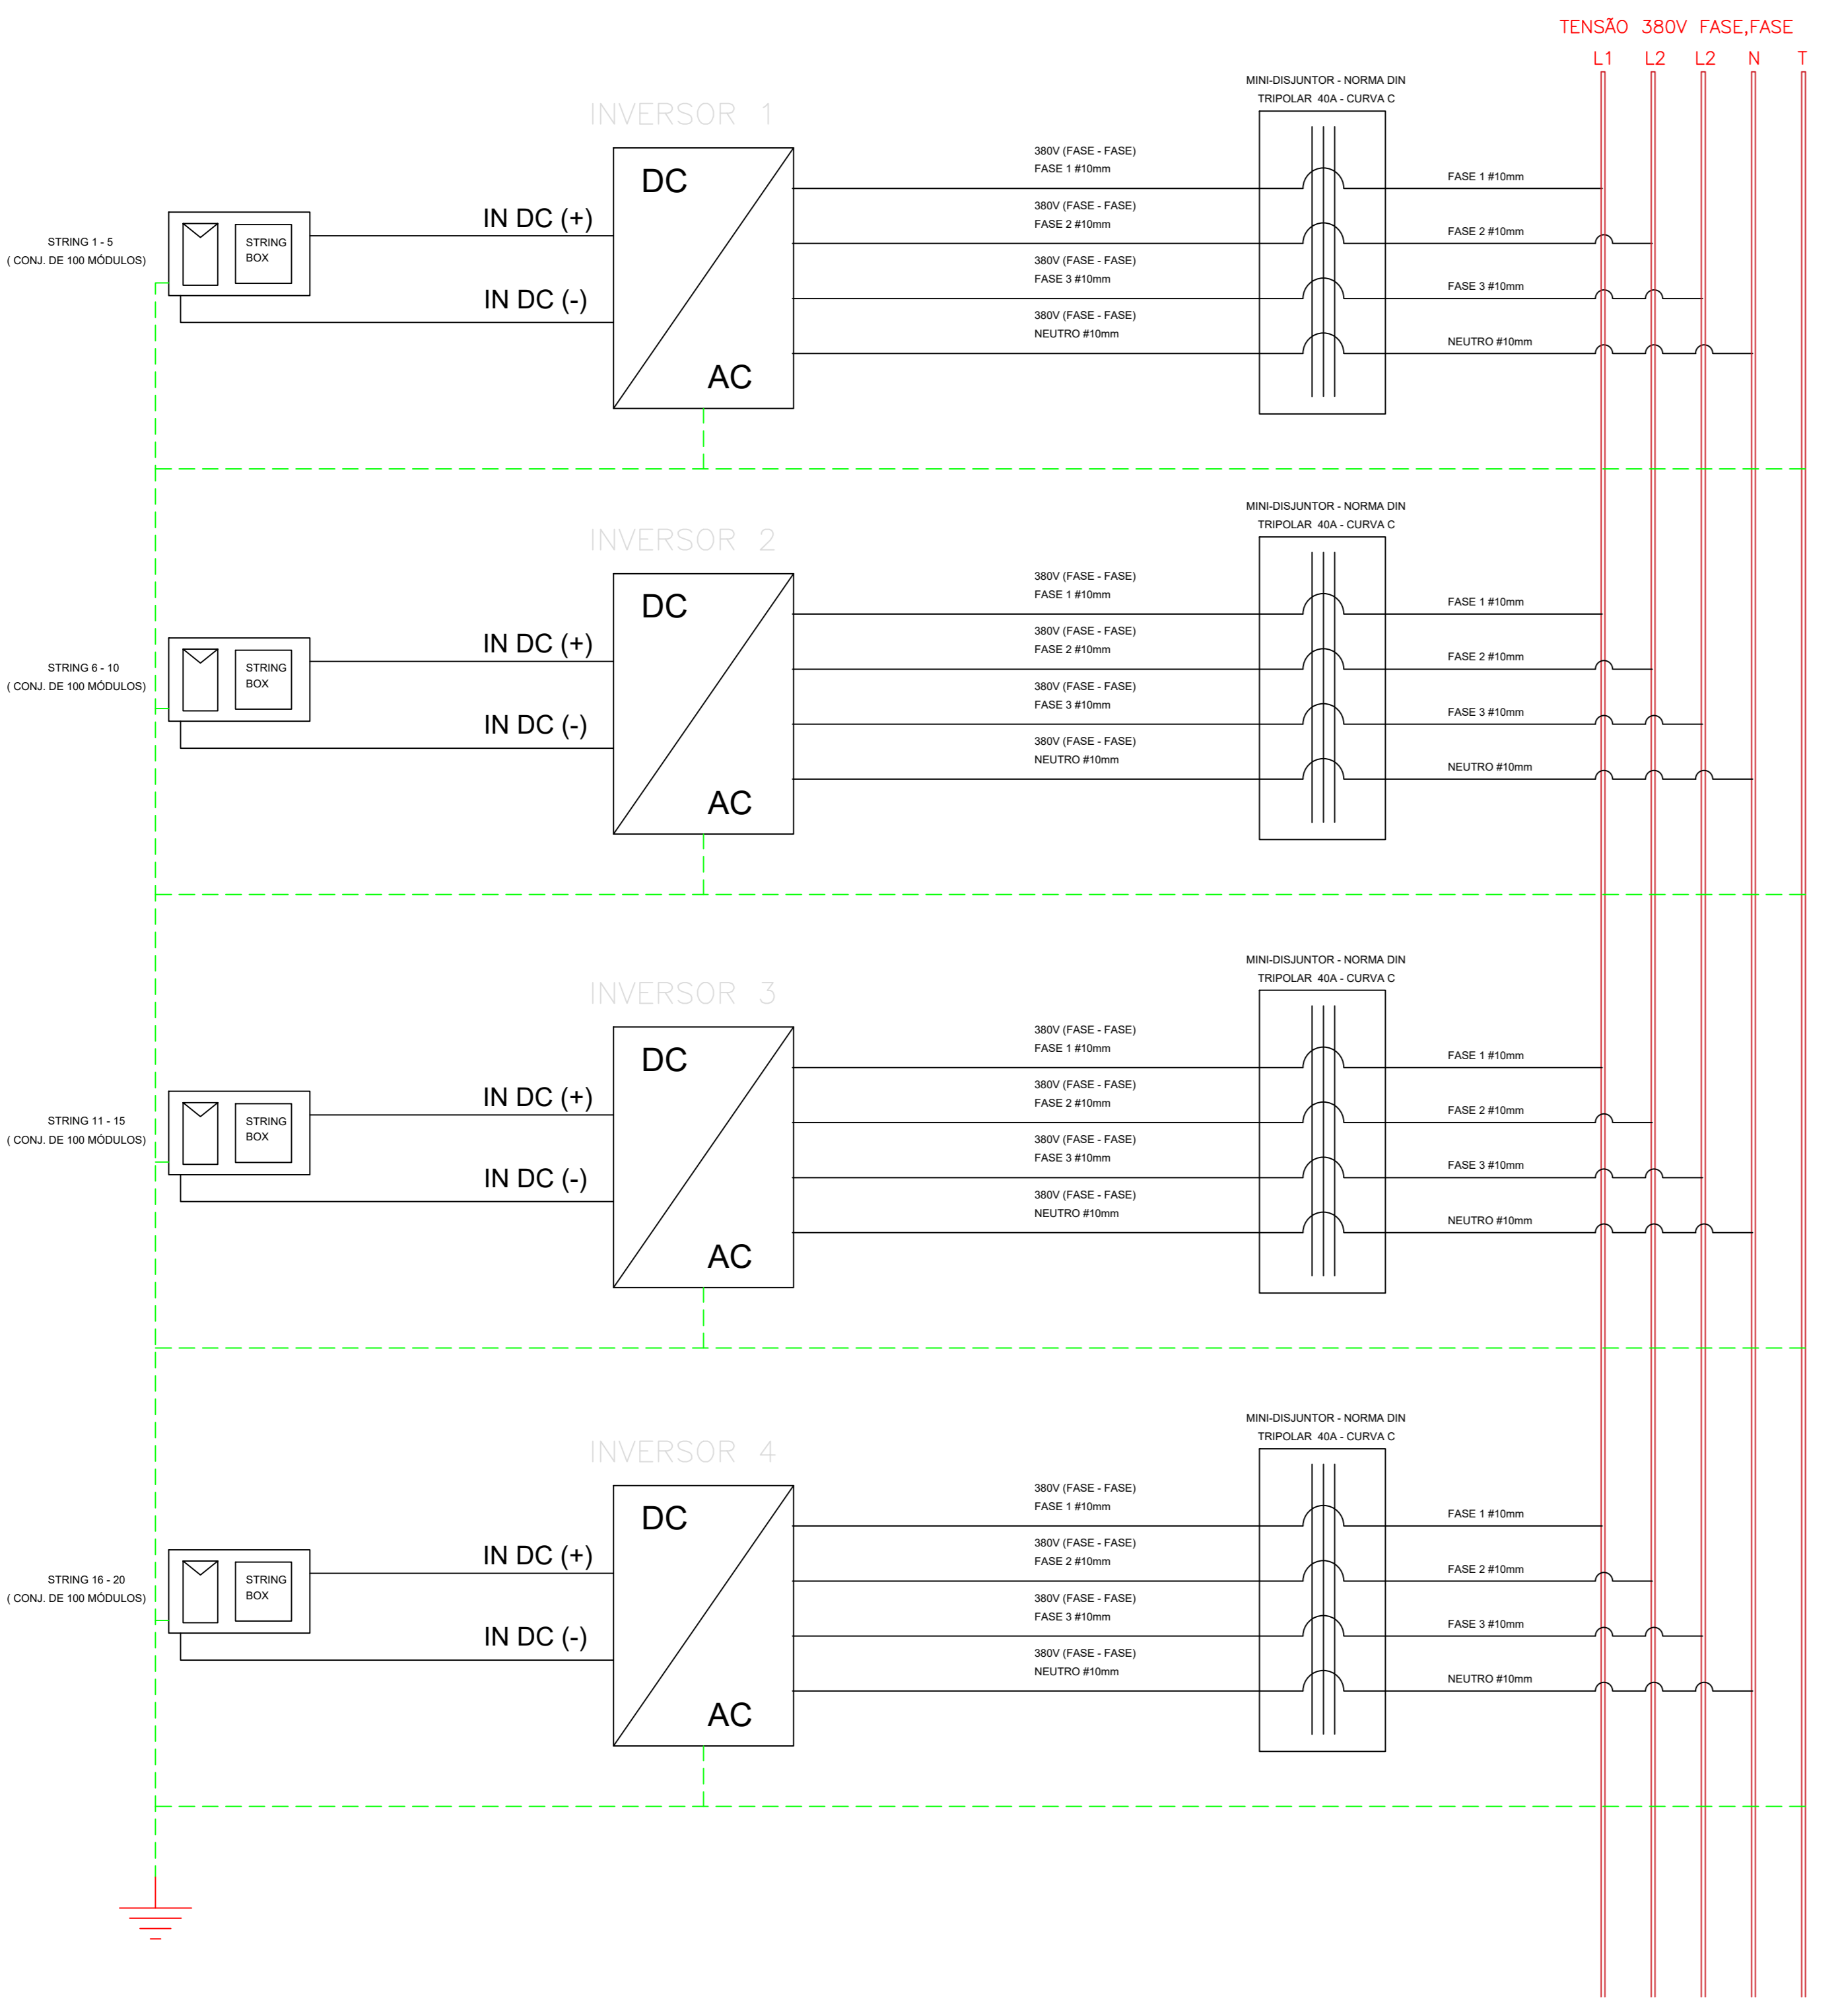 TENSÃO 380V FASE,FASE
L1 L2 L2 N T
MINI-DISJUNTOR - NORMA DIN
TRIPOLAR 40A - CURVA C
INVERSOR 1
STRING 1 - 5
( CONJ. DE 100 MÓDULOS)
STRING
BOX
IN DC (+)
IN DC (-)
DC
AC
380V (FASE - FASE)
FASE 1 #10mm
380V (FASE - FASE)
FASE 2 #10mm
380V (FASE - FASE)
FASE 3 #10mm
380V (FASE - FASE)
NEUTRO #10mm
FASE 1 #10mm
FASE 2 #10mm
FASE 3 #10mm
NEUTRO #10mm
MINI-DISJUNTOR - NORMA DIN
TRIPOLAR 40A - CURVA C
INVERSOR 2
STRING 6 - 10
( CONJ. DE 100 MÓDULOS)
STRING
BOX
IN DC (+)
IN DC (-)
DC
AC
380V (FASE - FASE)
FASE 1 #10mm
380V (FASE - FASE)
FASE 2 #10mm
380V (FASE - FASE)
FASE 3 #10mm
380V (FASE - FASE)
NEUTRO #10mm
FASE 1 #10mm
FASE 2 #10mm
FASE 3 #10mm
NEUTRO #10mm
MINI-DISJUNTOR - NORMA DIN
TRIPOLAR 40A - CURVA C
INVERSOR 3
STRING 11 - 15
( CONJ. DE 100 MÓDULOS)
STRING
BOX
IN DC (+)
IN DC (-)
DC
AC
380V (FASE - FASE)
FASE 1 #10mm
380V (FASE - FASE)
FASE 2 #10mm
380V (FASE - FASE)
FASE 3 #10mm
380V (FASE - FASE)
NEUTRO #10mm
FASE 1 #10mm
FASE 2 #10mm
FASE 3 #10mm
NEUTRO #10mm
MINI-DISJUNTOR - NORMA DIN
TRIPOLAR 40A - CURVA C
INVERSOR 4
STRING 16 - 20
( CONJ. DE 100 MÓDULOS)
STRING
BOX
IN DC (+)
IN DC (-)
DC
AC
380V (FASE - FASE)
FASE 1 #10mm
380V (FASE - FASE)
FASE 2 #10mm
380V (FASE - FASE)
FASE 3 #10mm
380V (FASE - FASE)
NEUTRO #10mm
FASE 1 #10mm
FASE 2 #10mm
FASE 3 #10mm
NEUTRO #10mm